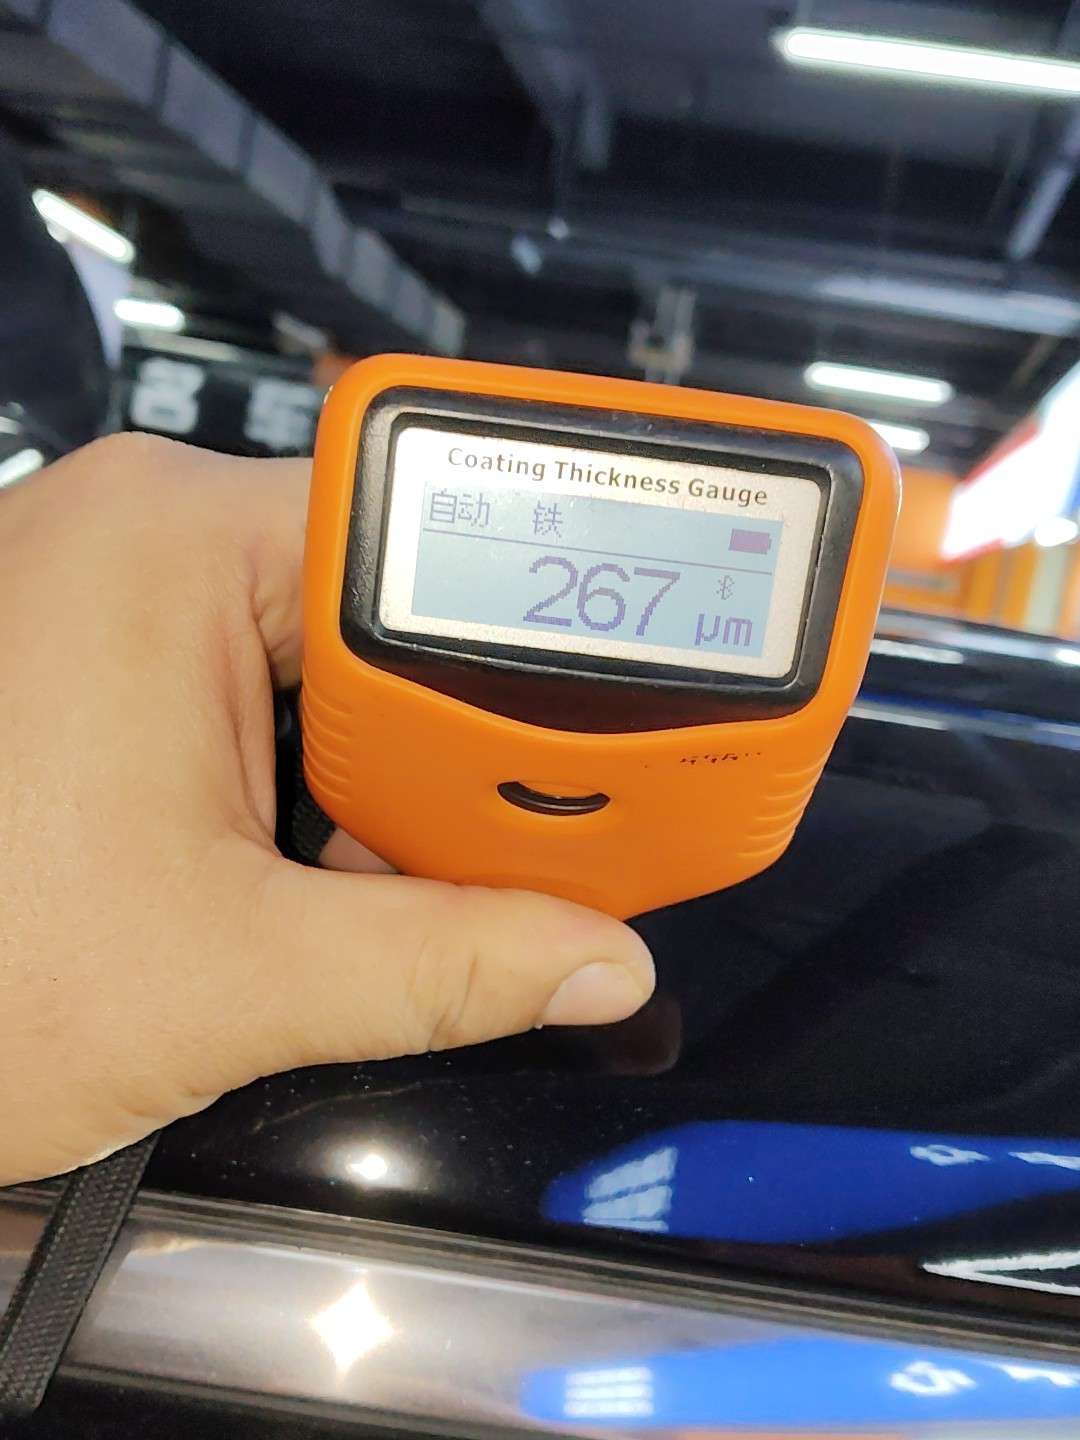 Coating Thickness Gauge
自动 铁
267 μm